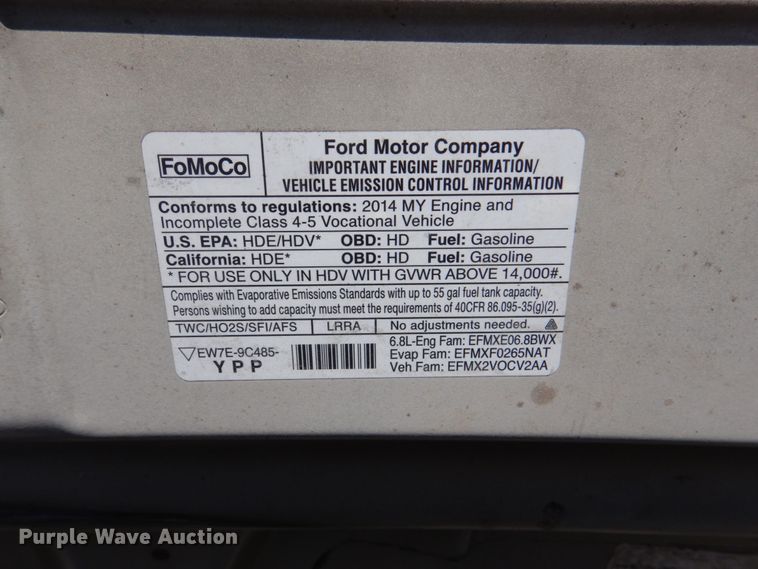 FoMoCo
Ford Motor Company
IMPORTANT ENGINE INFORMATION/
VEHICLE EMISSION CONTROL INFORMATION
Conforms to regulations: 2014 MY Engine and
Incomplete Class 4-5 Vocational Vehicle
U.S. EPA: HDE/HDV* OBD: HD Fuel: Gasoline
California: HDE* OBD: HD Fuel: Gasoline
* FOR USE ONLY IN HDV WITH GVWR ABOVE 14,000#.
Complies with Evaporative Emissions Standards with up to 55 gal fuel tank capacity.
Persons wishing to add capacity must meet the requirements of 40CFR 86.095-35(g)(2).
TWC/HO2S/SFI/AFS LRRA No adjustments needed.
EW7E-9C485-
YPP
6.8L-Eng Fam: EFMXE06.8BWX
Evap Fam: EFMXF0265NAT
Veh Fam: EFMX2VOCV2AA
Purple Wave Auction